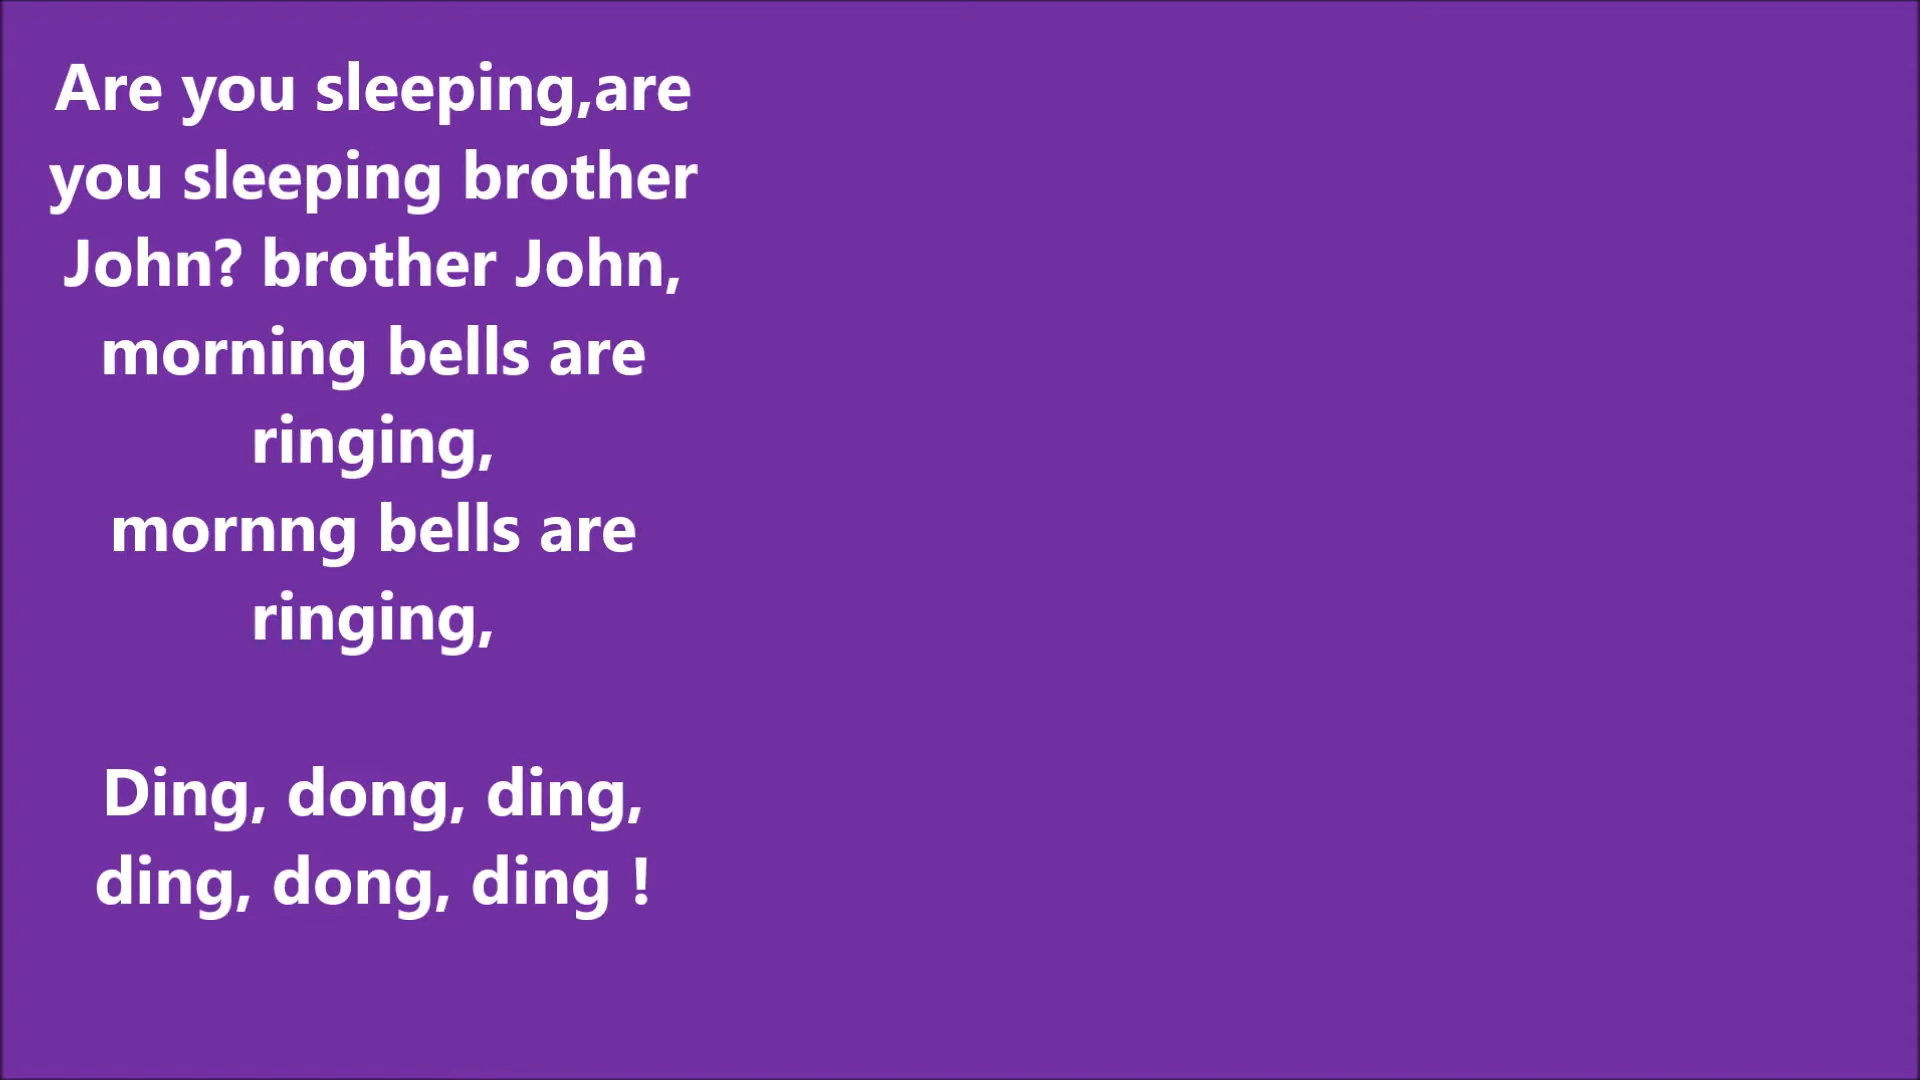 Are you sleeping,are
you sleeping brother
John? brother John,
morning bells are
ringing,
mornng bells are
ringing,
Ding, dong, ding,
ding, dong, ding !